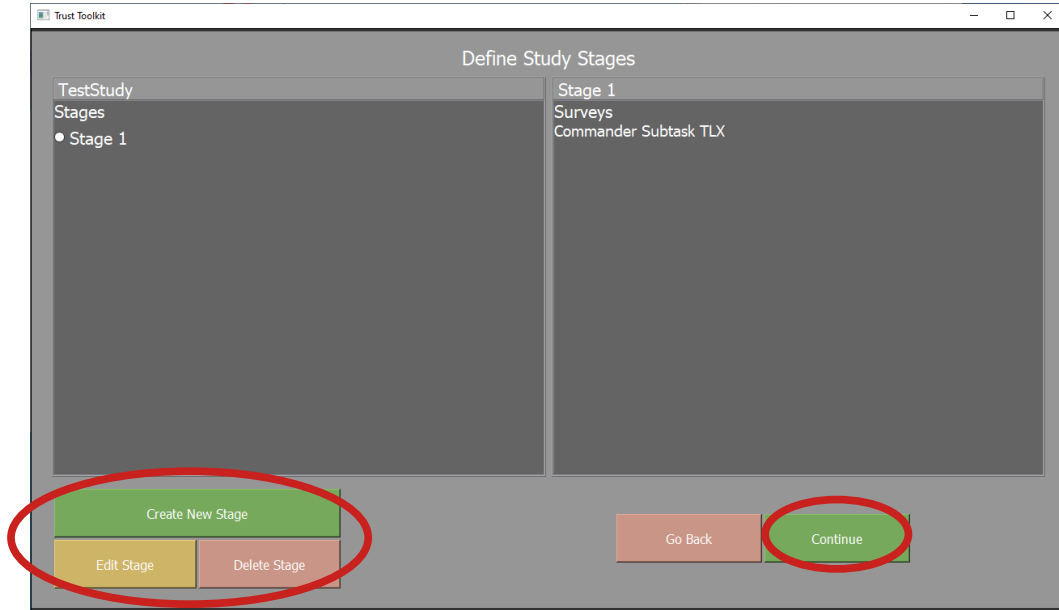 Trust Toolkit
Define Study Stages
TestStudy
Stages
Stage 1
Stage 1
Surveys
Commander Subtask TLX
Create New Stage
Edit Stage
Delete Stage
Go Back
Continue